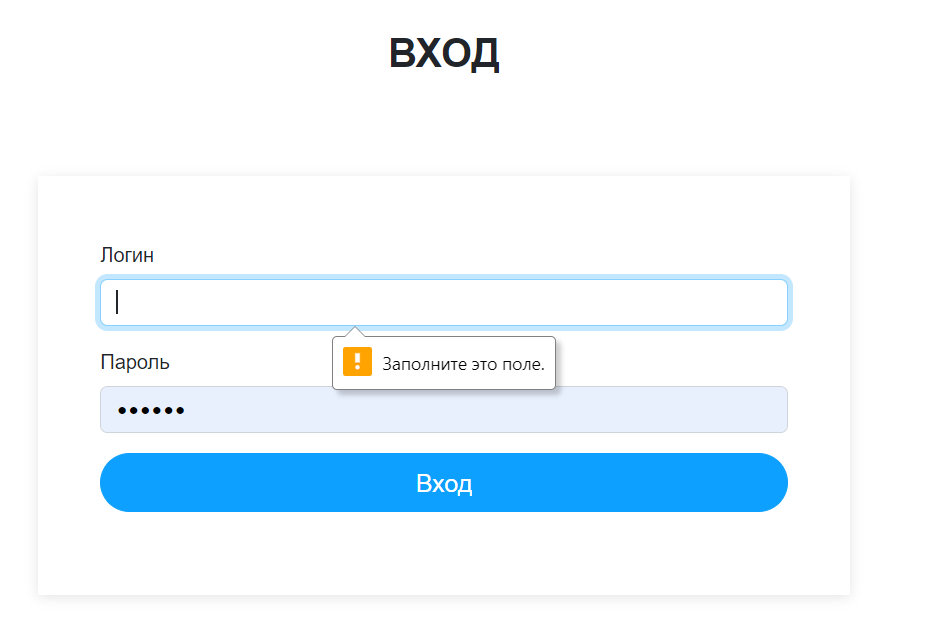 ВХОД
Логин
Заполните это поле.
Пароль
••••••
Вход